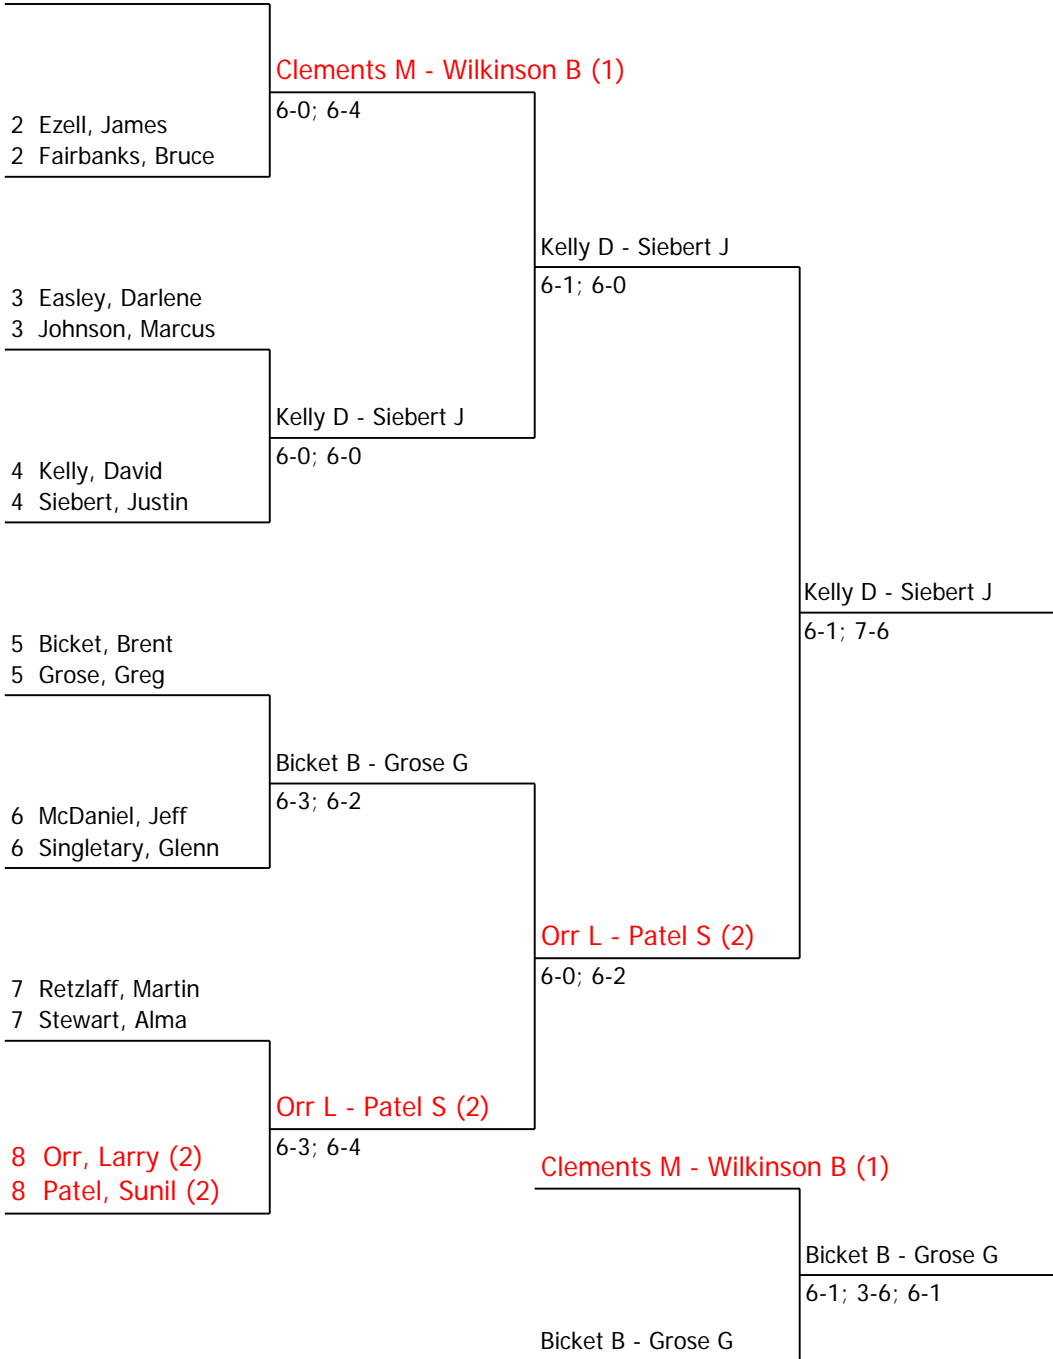 Clements M - Wilkinson B (1)
6-0; 6-4
2 Ezell, James
2 Fairbanks, Bruce
Kelly D - Siebert J
6-1; 6-0
3 Easley, Darlene
3 Johnson, Marcus
Kelly D - Siebert J
6-0; 6-0
4 Kelly, David
4 Siebert, Justin
Kelly D - Siebert J
6-1; 7-6
5 Bicket, Brent
5 Grose, Greg
Bicket B - Grose G
6-3; 6-2
6 McDaniel, Jeff
6 Singletary, Glenn
Orr L - Patel S (2)
6-0; 6-2
7 Retzlaff, Martin
7 Stewart, Alma
Orr L - Patel S (2)
6-3; 6-4
8 Orr, Larry (2)
8 Patel, Sunil (2)
Clements M - Wilkinson B (1)
Bicket B - Grose G
6-1; 3-6; 6-1
Bicket B - Grose G